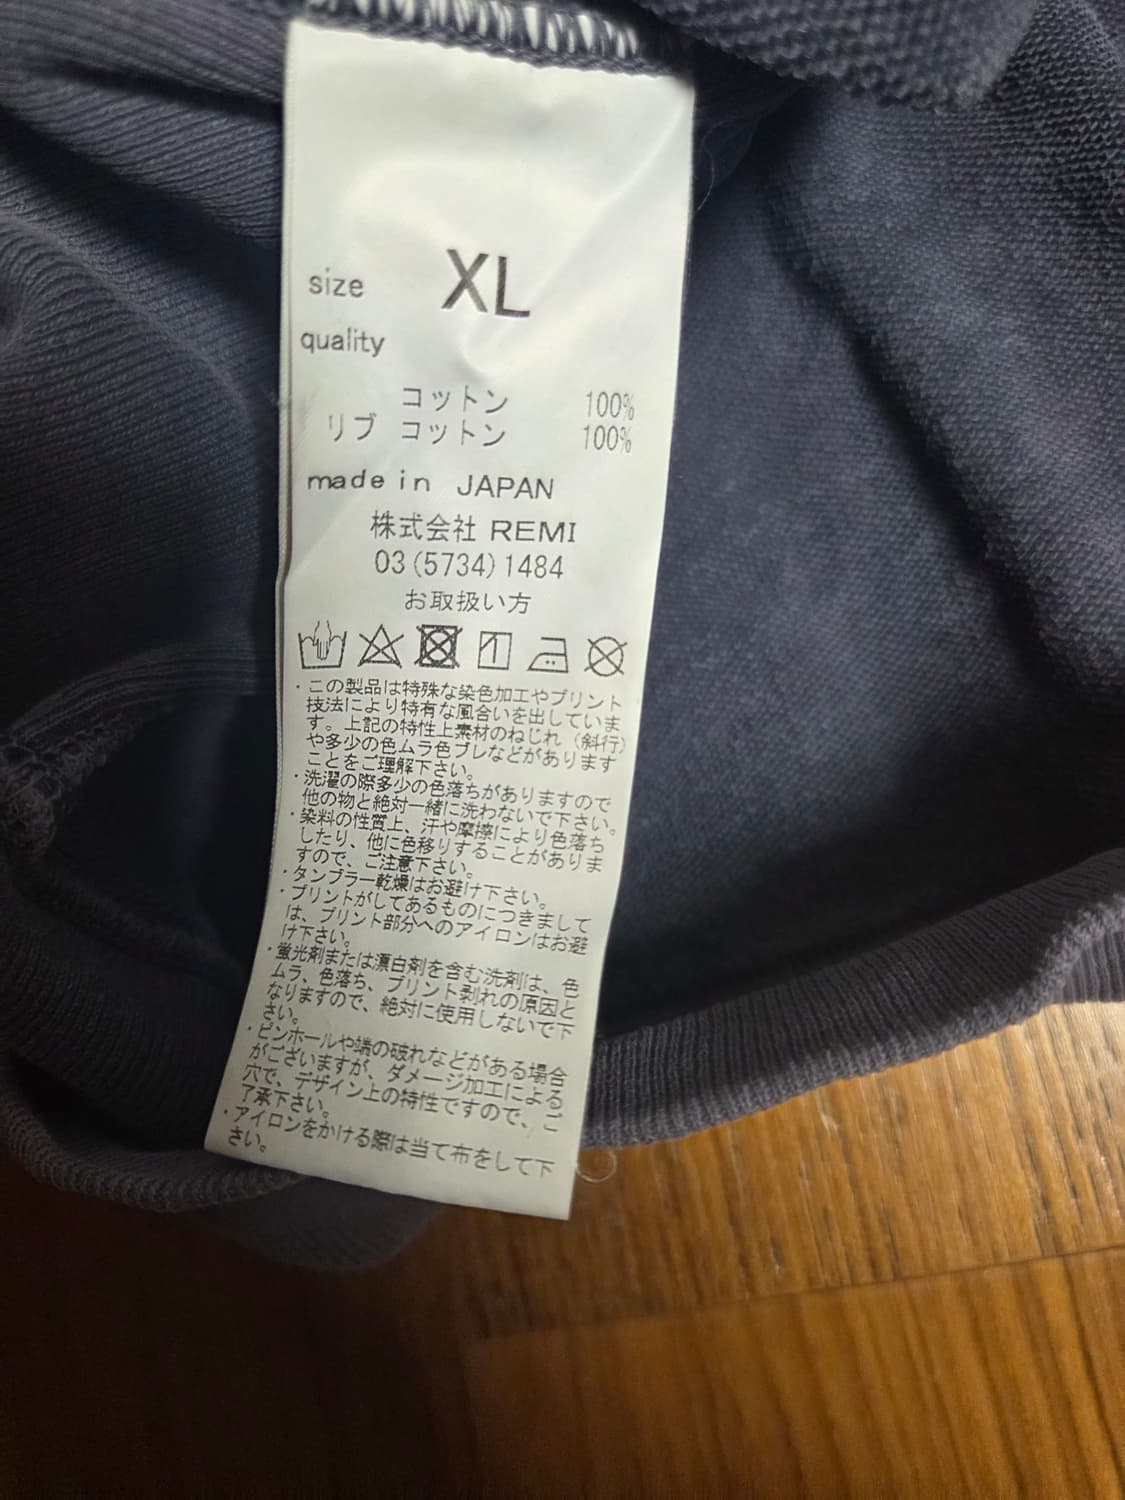 size XL
quality
コットン 100%
リブ コットン 100%
made in JAPAN
株式会社 REMI
03(5734)1484
お取扱い方
・この製品は特殊な染色加工やプリント
技法により特有な風合いを出していま
す。上記の特性上素材のねじれ（斜行）
や多少の色ムラ色ブレなどがあります
ことをご理解下さい。
・洗濯の際多少の色落ちがありますので
他の物と絶対一緒に洗わないで下さい。
・染料の性質上、汗や摩擦により色落ち
したり、他に色移りすることがありま
すので、ご注意下さい。
・タンブラー乾燥はお避け下さい。
・プリントがしてあるものにつきまして
は、プリント部分へのアイロンはお避
け下さい。
・蛍光剤または漂白剤を含む洗剤は、色
ムラ、色落ち、プリント剥れの原因と
なりますので、絶対に使用しないで下
さい。
・ピンホールや端の破れなどがある場合
がございますが、ダメージ加工による
穴で、デザイン上の特性ですので、ご
了承下さい。
・アイロンをかける際は当て布をして下
さい。